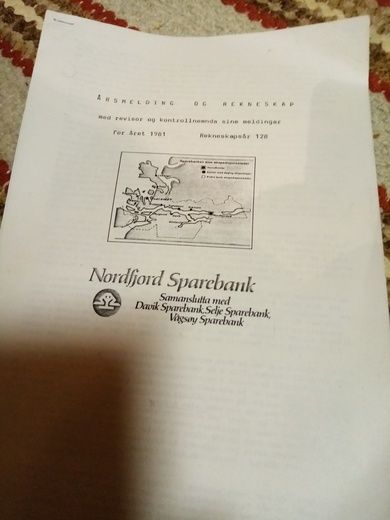 ÅRSMELDING OG REKNESKAP
med revisor og kontrollnemnda sine meldingar
for året 1981 Rekneskapsår 128
Nordfjord Sparebank
Samanslutta med
Davik Sparebank, Selje Sparebank,
Vågsøy Sparebank